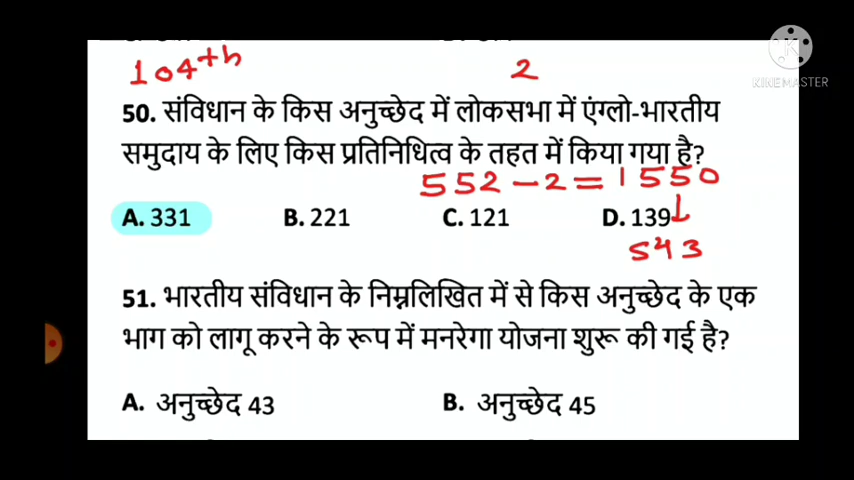 104th 2
K
KINEMASTER
50. संविधान के किस अनुच्छेद में लोकसभा में एंग्लो-भारतीय
समुदाय के लिए किस प्रतिनिधित्व के तहत में किया गया है?
552 - 2 = 1550
A. 331 B. 221 C. 121 D. 139
543
51. भारतीय संविधान के निम्नलिखित में से किस अनुच्छेद के एक
भाग को लागू करने के रूप में मनरेगा योजना शुरू की गई है?
A. अनुच्छेद 43 B. अनुच्छेद 45